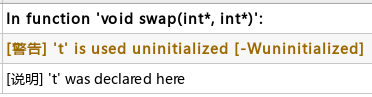 In function 'void swap(int*, int*)':
[警告] 't' is used uninitialized [-Wuninitialized]
[说明] 't' was declared here